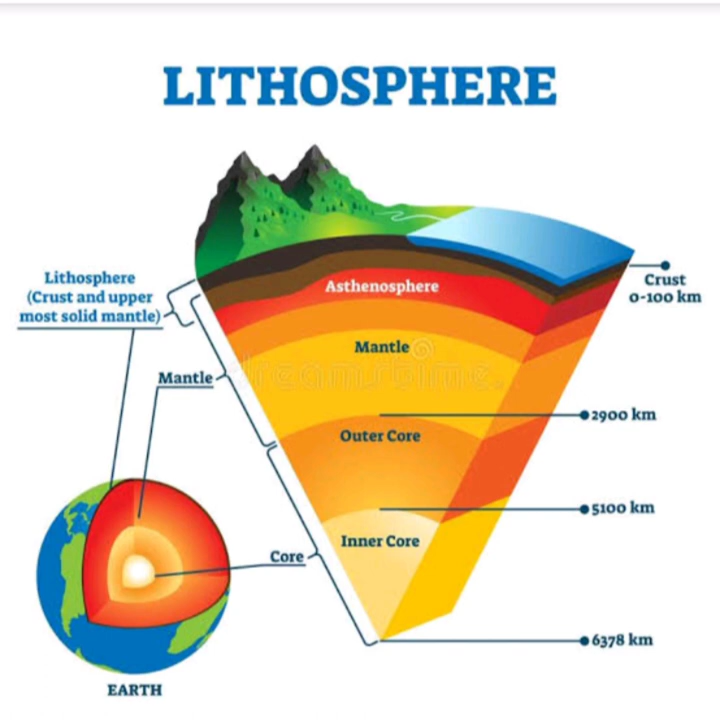 LITHOSPHERE
Lithosphere
(Crust and upper
most solid mantle)
Asthenosphere
Crust
0-100 km
Mantle
dreamstime.
Mantle
2900 km
Outer Core
5100 km
Inner Core
Core
6378 km
EARTH